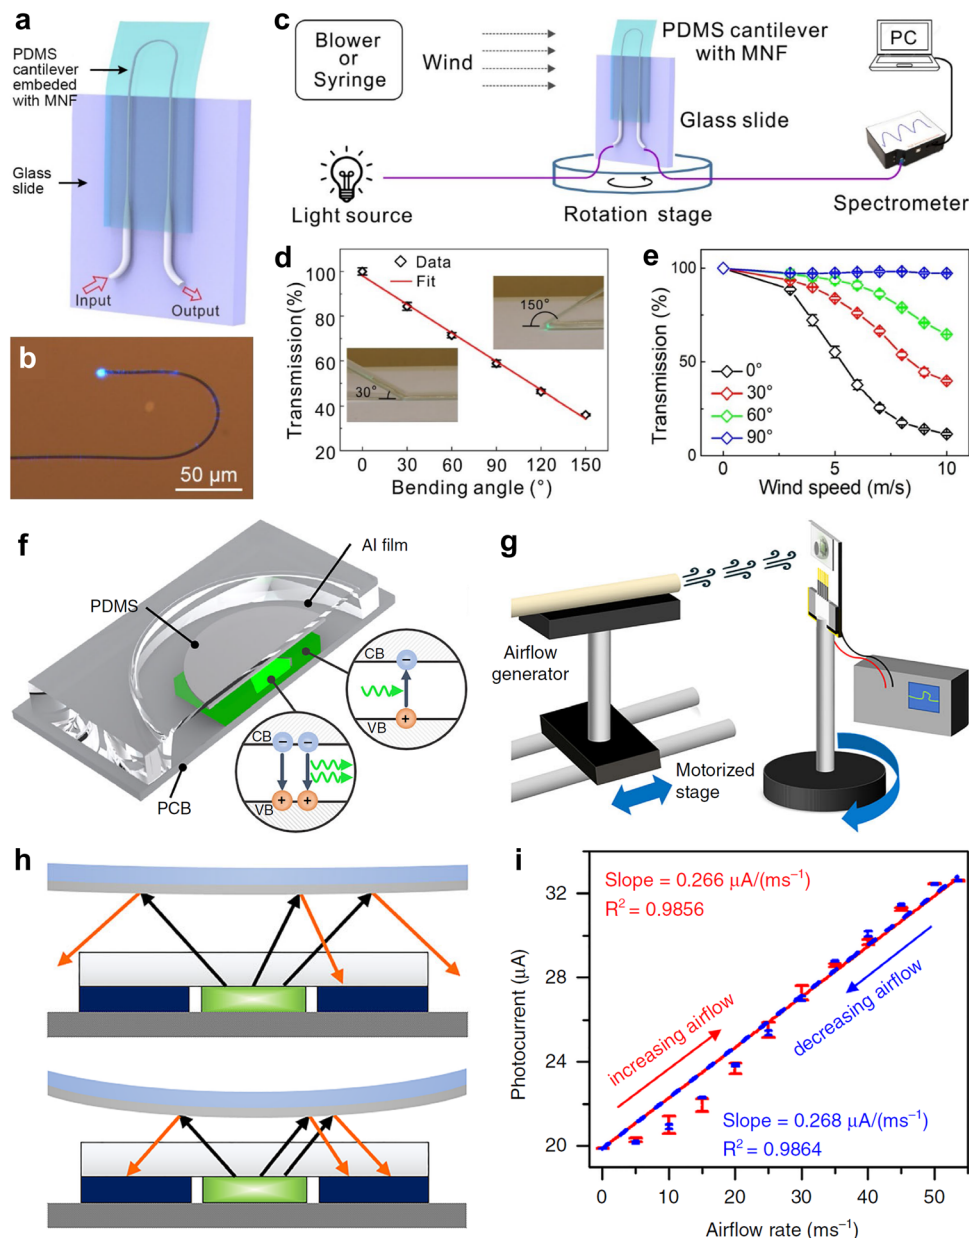 a
PDMS
cantilever
embeded
with MNF
Glass
slide
Input
Output
b
50 µm
c
Blower
or
Syringe
Wind
PDMS cantilever
with MNF
PC
Glass slide
Light source
Rotation stage
Spectrometer
d
Transmission(%)
100
80
60
40
20
Data
Fit
150°
30°
0
30
60
90
120
150
Bending angle (°)
e
Transmission (%)
100
50
0
0°
30°
60°
90°
0
5
10
Wind speed (m/s)
f
Al film
PDMS
CB
VB
CB
VB
PCB
g
Airflow
generator
Motorized
stage
h
i
Photocurrent (µA)
32
28
24
20
Slope = 0.266 µA/(ms⁻¹)
R² = 0.9856
increasing airflow
decreasing airflow
Slope = 0.268 µA/(ms⁻¹)
R² = 0.9864
0
10
20
30
40
50
Airflow rate (ms⁻¹)